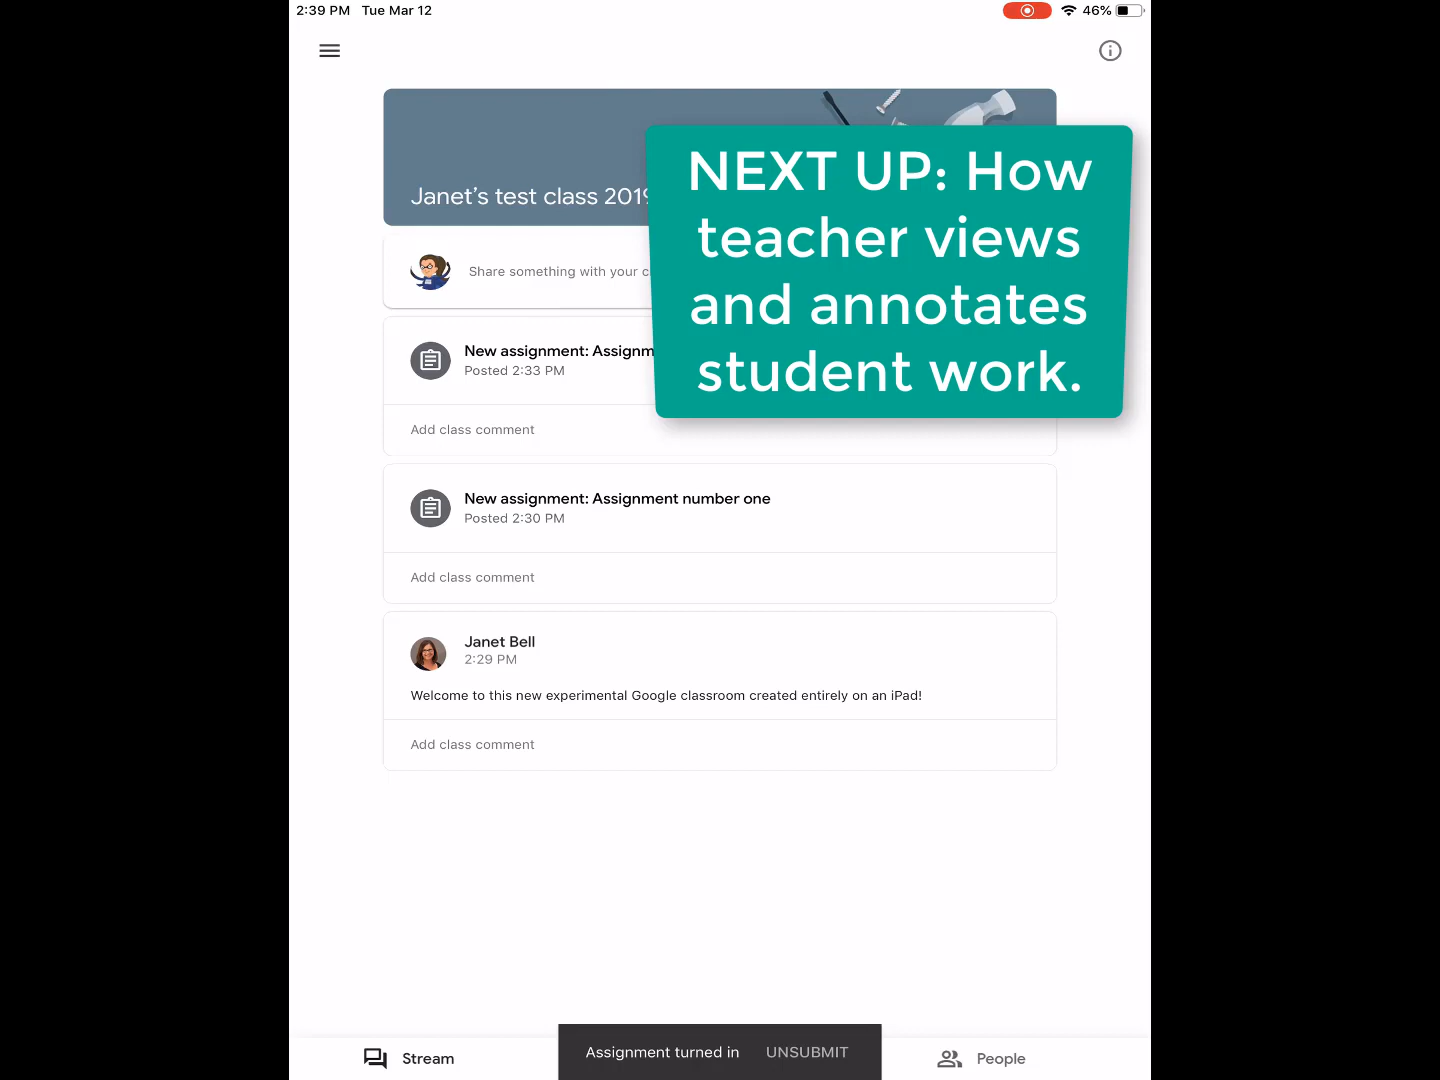 2:39 PM Tue Mar 12
46%
Janet's test class 2019
NEXT UP: How
teacher views
and annotates
student work.
Share something with your
New assignment:
Posted 2:33 PM
Add class comment
New assignment: Assignment number one
Posted 2:30 PM
Add class comment
Janet Bell
2:29 PM
Welcome to this new experimental Google classroom created entirely on an iPad!
Add class comment
Stream
Assignment turned in UNSUBMIT
People